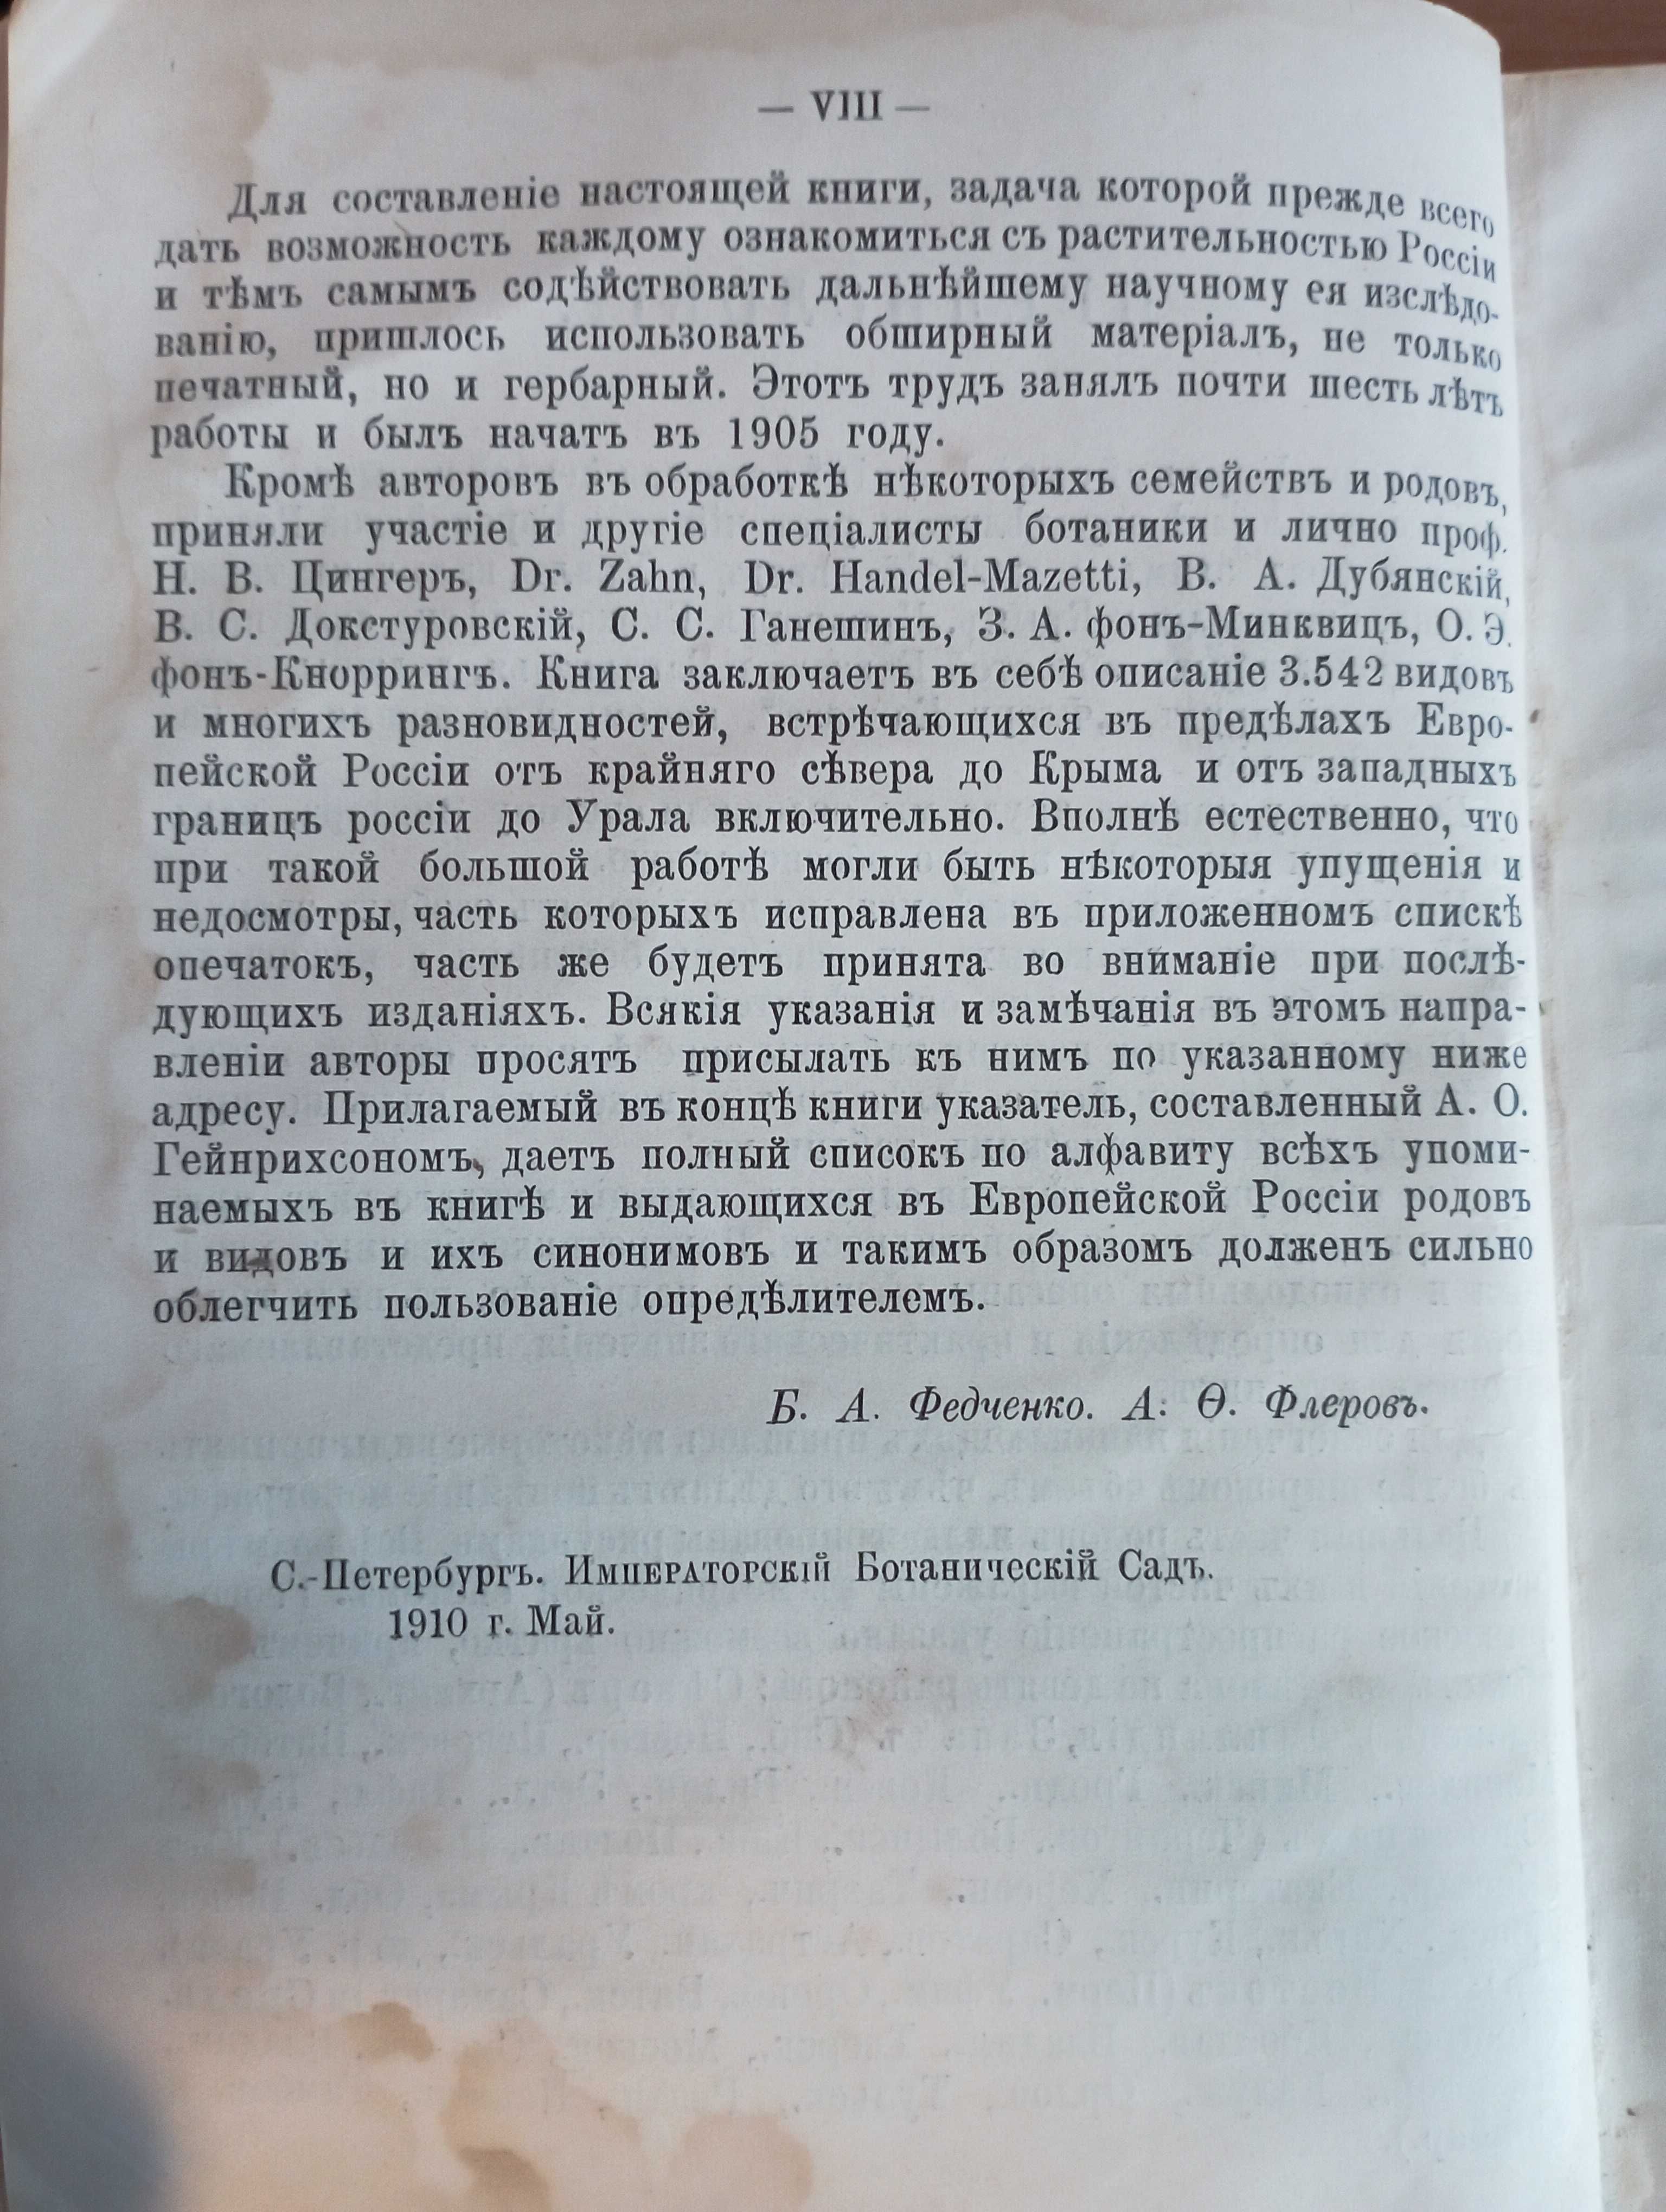 — VIII —
Для составленіе настоящей книги, задача которой прежде всего
дать возможность каждому ознакомиться съ растительностью Россіи
и тѣмъ самымъ содѣйствовать дальнѣйшему научному ея изслѣдо-
ванію, пришлось использовать обширный матеріалъ, не только
печатный, но и гербарный. Этотъ трудъ занялъ почти шесть лѣтъ
работы и былъ начатъ въ 1905 году.
Кромѣ авторовъ въ обработкѣ нѣкоторыхъ семействъ и родовъ,
приняли участіе и другіе спеціалисты ботаники и лично проф.
Н. В. Цингеръ, Dr. Zahn, Dr. Handel-Mazetti, В. А. Дубянскій,
В. С. Докстуровскій, С. С. Ганешинъ, З. А. фонъ-Минквицъ, О. Э.
фонъ-Кноррингъ. Книга заключаетъ въ себѣ описаніе 3.542 видовъ
и многихъ разновидностей, встрѣчающихся въ предѣлахъ Евро-
пейской Россіи отъ крайняго сѣвера до Крыма и отъ западныхъ
границъ россіи до Урала включительно. Вполнѣ естественно, что
при такой большой работѣ могли быть нѣкоторыя упущенія и
недосмотры, часть которыхъ исправлена въ приложенномъ спискѣ
опечатокъ, часть же будетъ принята во вниманіе при послѣ-
дующихъ изданіяхъ. Всякія указанія и замѣчанія въ этомъ напра-
вленіи авторы просятъ присылать къ нимъ по указанному ниже
адресу. Прилагаемый въ концѣ книги указатель, составленный А. О.
Гейнрихсономъ, даетъ полный списокъ по алфавиту всѣхъ упоми-
наемыхъ въ книгѣ и выдающихся въ Европейской Россіи родовъ
и видовъ и ихъ синонимовъ и такимъ образомъ долженъ сильно
облегчить пользованіе опредѣлителемъ.
Б. А. Федченко. А. Ѳ. Флеровъ.
С.-Петербургъ. Императорскій Ботаническій Садъ.
1910 г. Май.